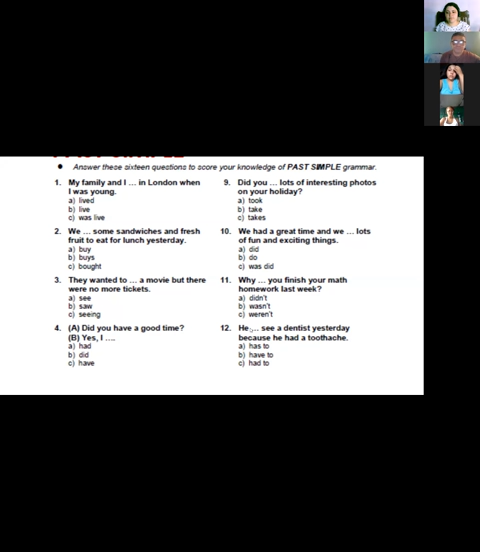 ● Answer these sixteen questions to score your knowledge of PAST SIMPLE grammar.
1. My family and I … in London when
I was young.
a) lived
b) live
c) was live
2. We … some sandwiches and fresh
fruit to eat for lunch yesterday.
a) buy
b) buys
c) bought
3. They wanted to … a movie but there
were no more tickets.
a) see
b) saw
c) seeing
4. (A) Did you have a good time?
(B) Yes, I ….
a) had
b) did
c) have
9. Did you … lots of interesting photos
on your holiday?
a) took
b) take
c) takes
10. We had a great time and we … lots
of fun and exciting things.
a) did
b) do
c) was did
11. Why … you finish your math
homework last week?
a) didn't
b) wasn't
c) weren't
12. He … see a dentist yesterday
because he had a toothache.
a) has to
b) have to
c) had to